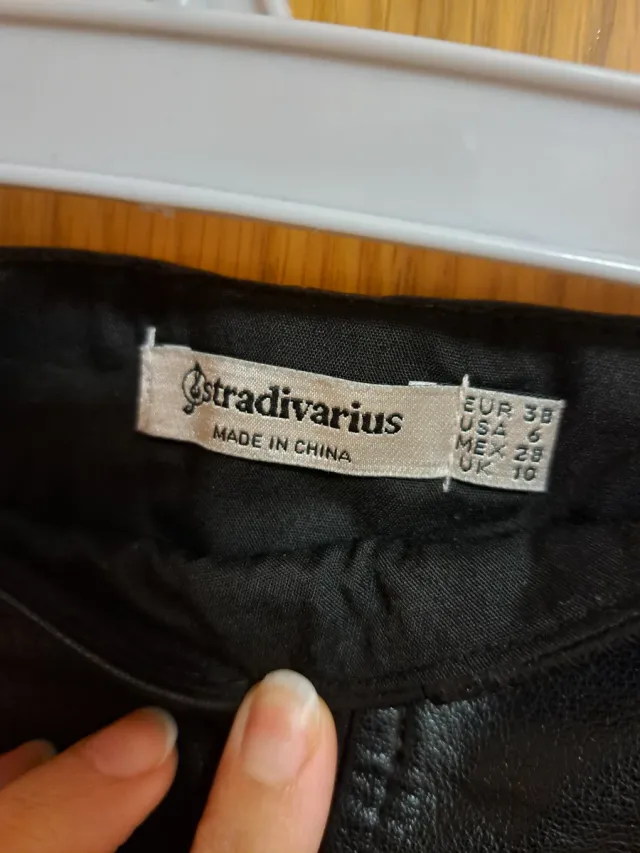 stradivarius
MADE IN CHINA
EUR 38
USA 6
MEX 28
UK 10